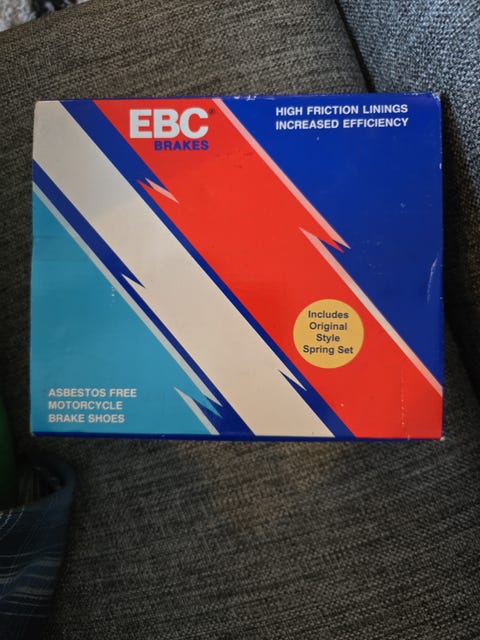 EBC®
BRAKES
HIGH FRICTION LININGS
INCREASED EFFICIENCY
Includes
Original
Style
Spring Set
ASBESTOS FREE
MOTORCYCLE
BRAKE SHOES